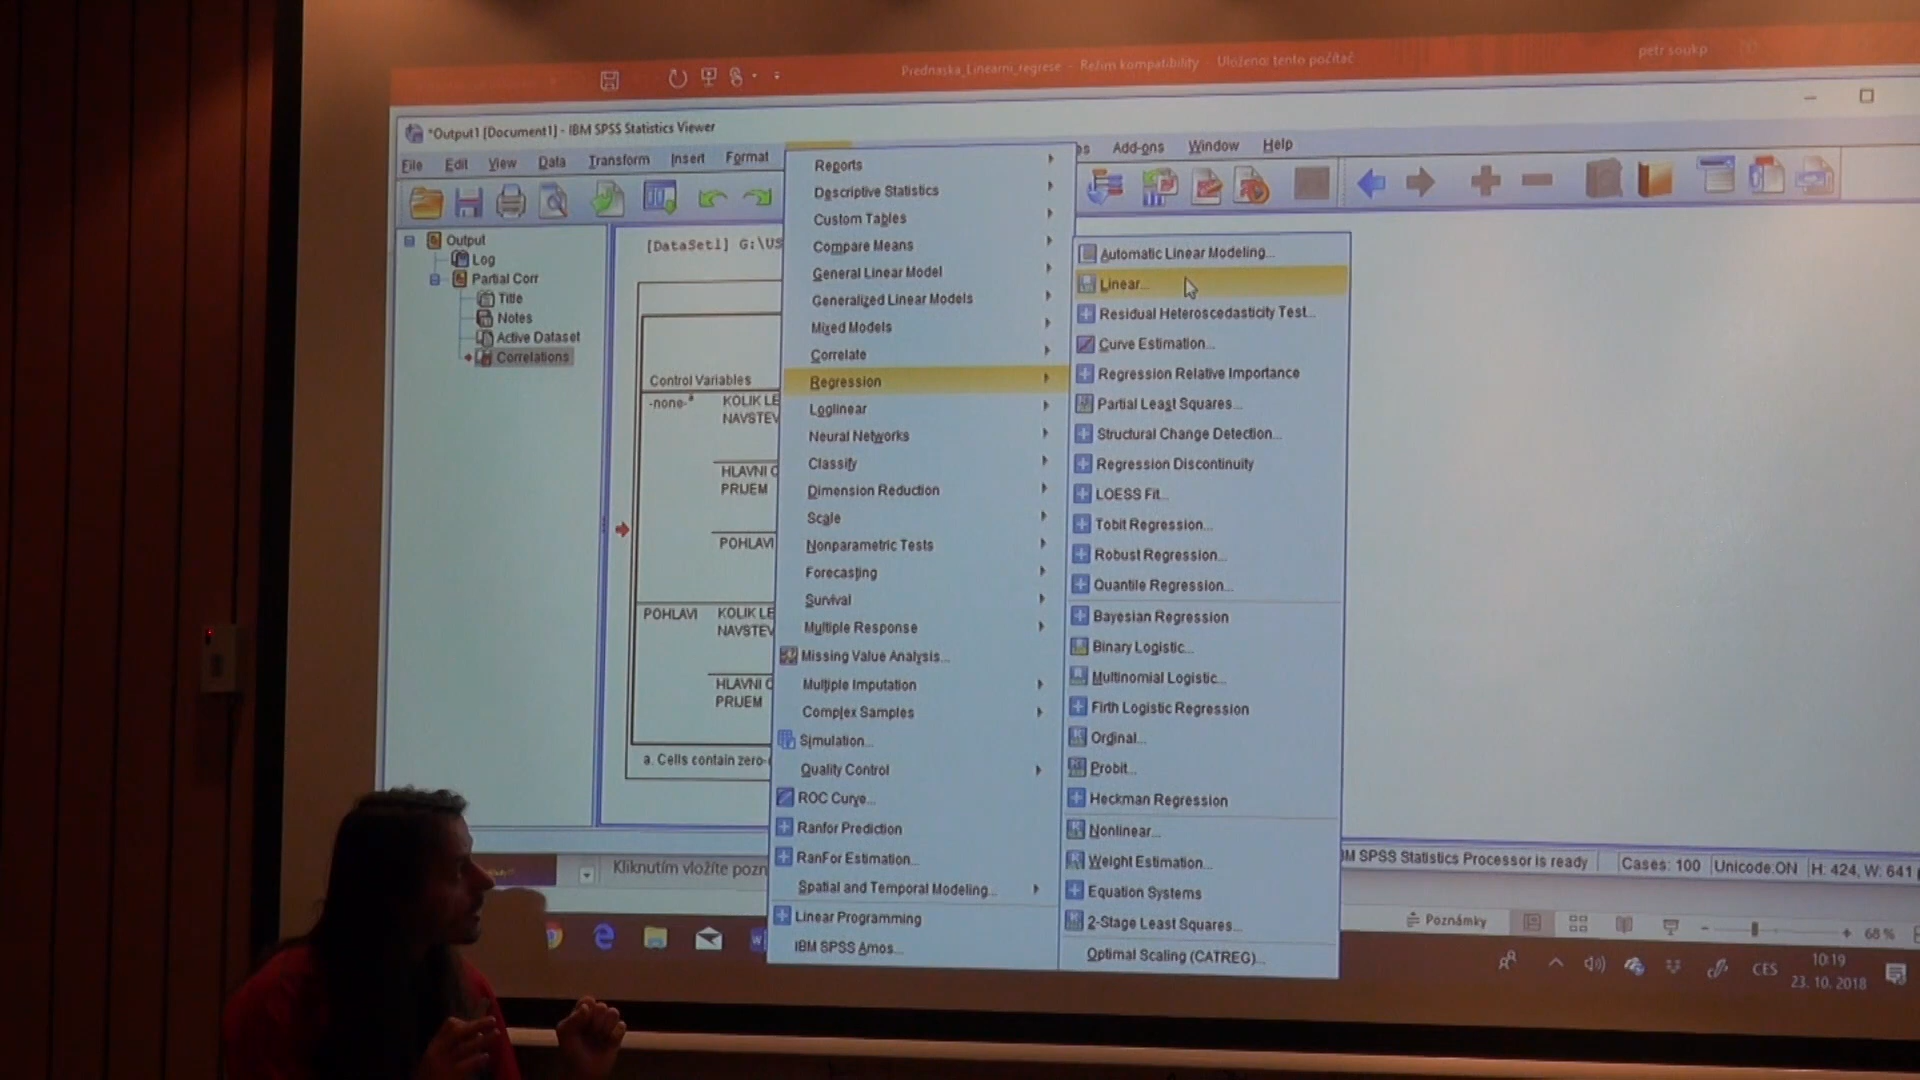 Prednaska_Linearni_regrese - Režim kompatibility - Uloženo: tento počítač
petr soukp
*Output1 [Document1] - IBM SPSS Statistics Viewer
File Edit View Data Transform Insert Format
Add-ons Window Help
Output
Log
Partial Corr
Title
Notes
Active Dataset
Correlations
[DataSet1] G:\US
Control Variables
-none-ª KOLIK LE
NAVSTEV
HLAVNI
PRIJEM
POHLAVI
POHLAVI KOLIK LE
NAVSTEV
HLAVNI
PRIJEM
a. Cells contain zero-
Reports
Descriptive Statistics
Custom Tables
Compare Means
General Linear Model
Generalized Linear Models
Mixed Models
Correlate
Regression
Loglinear
Neural Networks
Classify
Dimension Reduction
Scale
Nonparametric Tests
Forecasting
Survival
Multiple Response
Missing Value Analysis...
Multiple Imputation
Complex Samples
Simulation...
Quality Control
ROC Curve...
Ranfor Prediction
RanFor Estimation...
Spatial and Temporal Modeling...
Linear Programming
IBM SPSS Amos...
Automatic Linear Modeling...
Linear...
Residual Heteroscedasticity Test...
Curve Estimation...
Regression Relative Importance
Partial Least Squares...
Structural Change Detection...
Regression Discontinuity
LOESS Fit...
Tobit Regression...
Robust Regression...
Quantile Regression...
Bayesian Regression
Binary Logistic...
Multinomial Logistic...
Firth Logistic Regression
Ordinal...
Probit...
Heckman Regression
Nonlinear...
Weight Estimation...
Equation Systems
2-Stage Least Squares...
Optimal Scaling (CATREG)...
M SPSS Statistics Processor is ready Cases: 100 Unicode:ON H: 424, W: 641
Kliknutím vložíte pozn
Poznámky
68 %
CES
10:19
23. 10. 2018